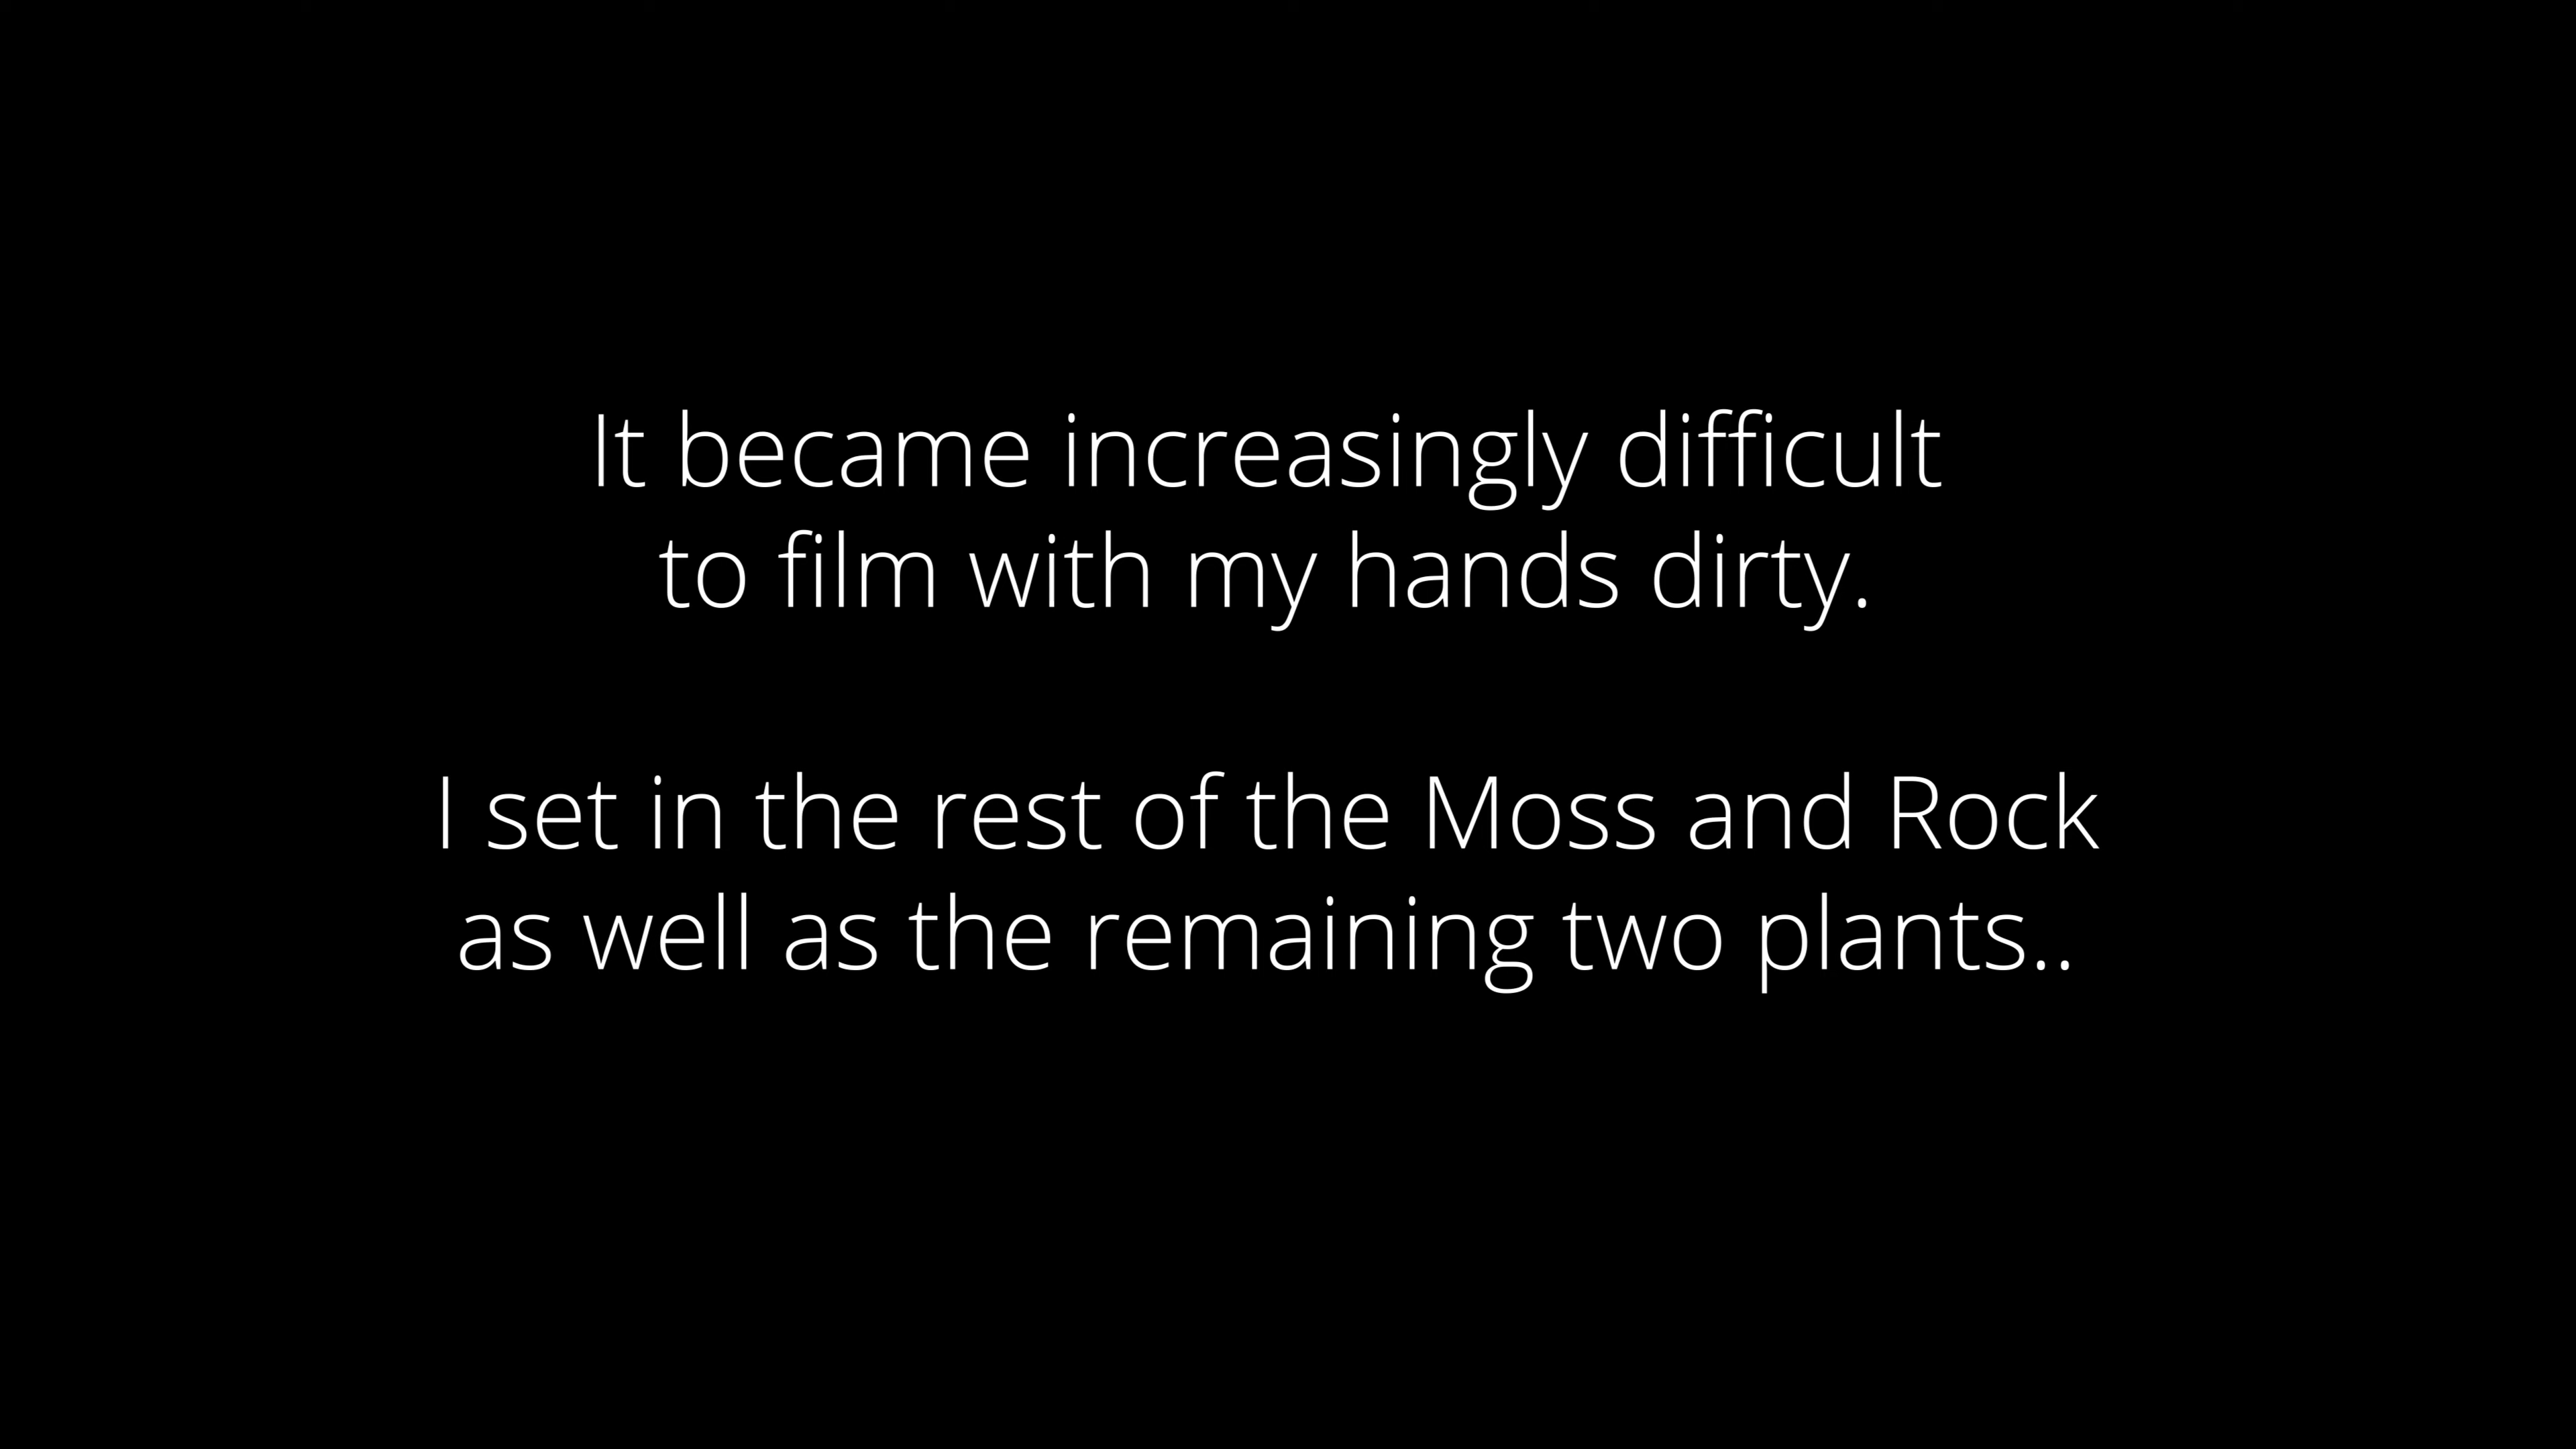 It became increasingly difficult
to film with my hands dirty.
I set in the rest of the Moss and Rock
as well as the remaining two plants..